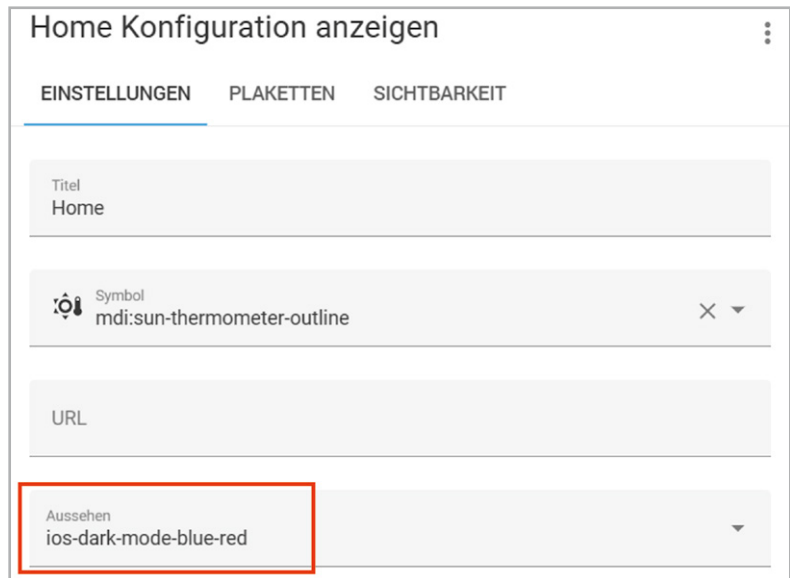 Home Konfiguration anzeigen
EINSTELLUNGEN PLAKETTEN SICHTBARKEIT
Titel
Home
Symbol
mdi:sun-thermometer-outline
URL
Aussehen
ios-dark-mode-blue-red